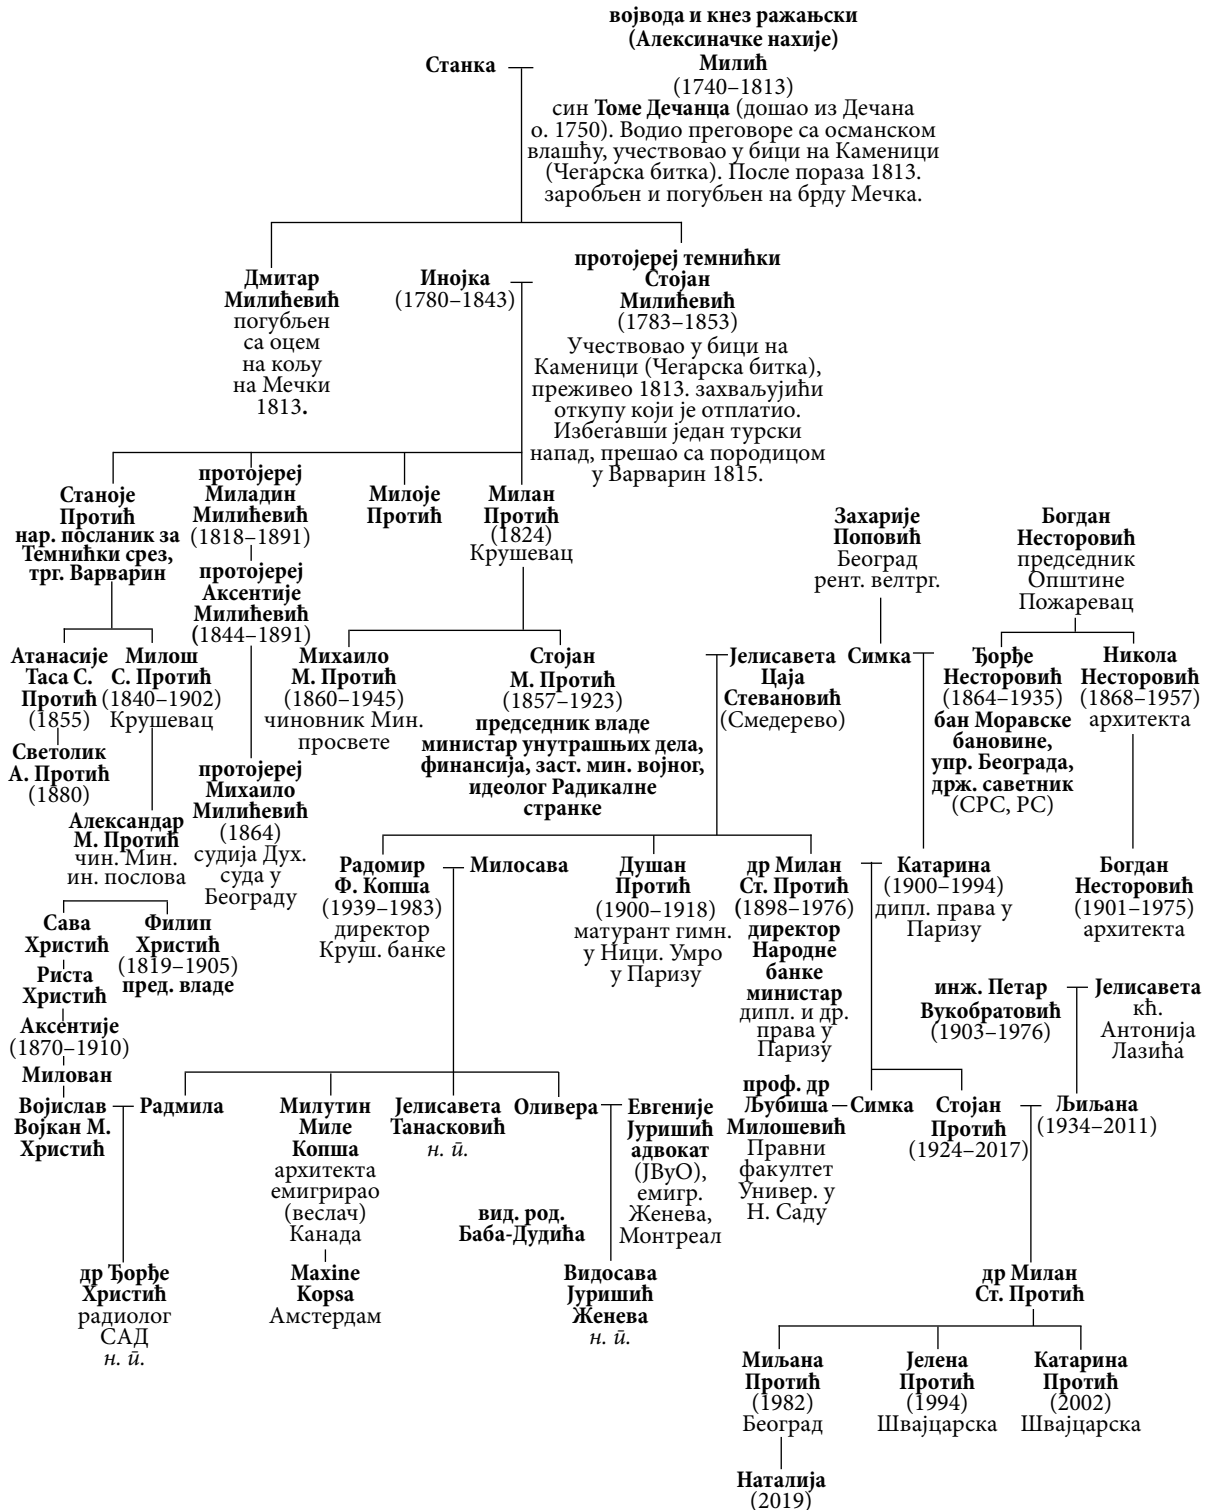 војвода и кнез ражањски
(Алексиначке нахије)
Станка
Милић
(1740–1813)
син Томе Дечанца (дошао из Дечана
о. 1750). Водио преговоре са османском
влашћу, учествовао у бици на Каменици
(Чегарска битка). После пораза 1813.
заробљен и погубљен на брду Мечка.
Дмитар
Милићевић
погубљен
са оцем
на кољу
на Мечки
1813.
Инојка
(1780–1843)
протојереј темнићки
Стојан
Милићевић
(1783–1853)
Учествовао у бици на
Каменици (Чегарска битка),
преживео 1813. захваљујући
откупу који је отплатио.
Избегавши један турски
напад, прешао са породицом
у Варварин 1815.
Станоје
Протић
нар. посланик за
Темнићки срез,
трг. Варварин
протојереј
Миладин
Милићевић
(1818–1891)
протојереј
Аксентије
Милићевић
(1844–1891)
Милоје
Протић
Милан
Протић
(1824)
Крушевац
Захарије
Поповић
Београд
рент. велтрг.
Богдан
Несторовић
председник
Општине
Пожаревац
Атанасије
Таса С.
Протић
(1855)
Светолик
А. Протић
(1880)
Милош
С. Протић
(1840–1902)
Крушевац
Александар
М. Протић
чин. Мин.
ин. послова
протојереј
Михаило
Милићевић
(1864)
судија Дух.
суда у
Београду
Михаило
М. Протић
(1860–1945)
чиновник Мин.
просвете
Стојан
М. Протић
(1857–1923)
председник владе
министар унутрашњих дела,
финансија, заст. мин. војног,
идеолог Радикалне
странке
Јелисавета
Цаја
Стевановић
(Смедерево)
Симка
Ђорђе
Несторовић
(1864–1935)
бан Моравске
бановине,
упр. Београда,
држ. саветник
(СРС, РС)
Никола
Несторовић
(1868–1957)
архитекта
Сава
Христић
Филип
Христић
(1819–1905)
пред. владе
Риста
Христић
Аксентије
(1870–1910)
Милован
Радомир
Ф. Копша
(1939–1983)
директор
Круш. банке
Милосава
Душан
Протић
(1900–1918)
матурант гимн.
у Ници. Умро
у Паризу
др Милан
Ст. Протић
(1898–1976)
директор
Народне
банке
министар
дипл. и др.
права у
Паризу
Катарина
(1900–1994)
дипл. права у
Паризу
Богдан
Несторовић
(1901–1975)
архитекта
инж. Петар
Вукобратовић
(1903–1976)
Јелисавета
кћ.
Антонија
Лазића
Војислав
Војкан М.
Христић
Радмила
Милутин
Миле
Копша
архитекта
емигрирао
(веслач)
Канада
Јелисавета
Танасковић
н. п.
Оливера
Евгеније
Јуришић
адвокат
(ЈВуО),
емигр.
Женева,
Монтреал
проф. др
Љубиша
Милошевић
Правни
факултет
Универ. у
Н. Саду
Симка
Стојан
Протић
(1924–2017)
Љиљана
(1934–2011)
вид. род.
Баба-Дудића
др Ђорђе
Христић
радиолог
САД
н. п.
Maxine
Kopsa
Амстердам
Видосава
Јуришић
Женева
н. п.
др Милан
Ст. Протић
Миљана
Протић
(1982)
Београд
Јелена
Протић
(1994)
Швајцарска
Катарина
Протић
(2002)
Швајцарска
Наталија
(2019)